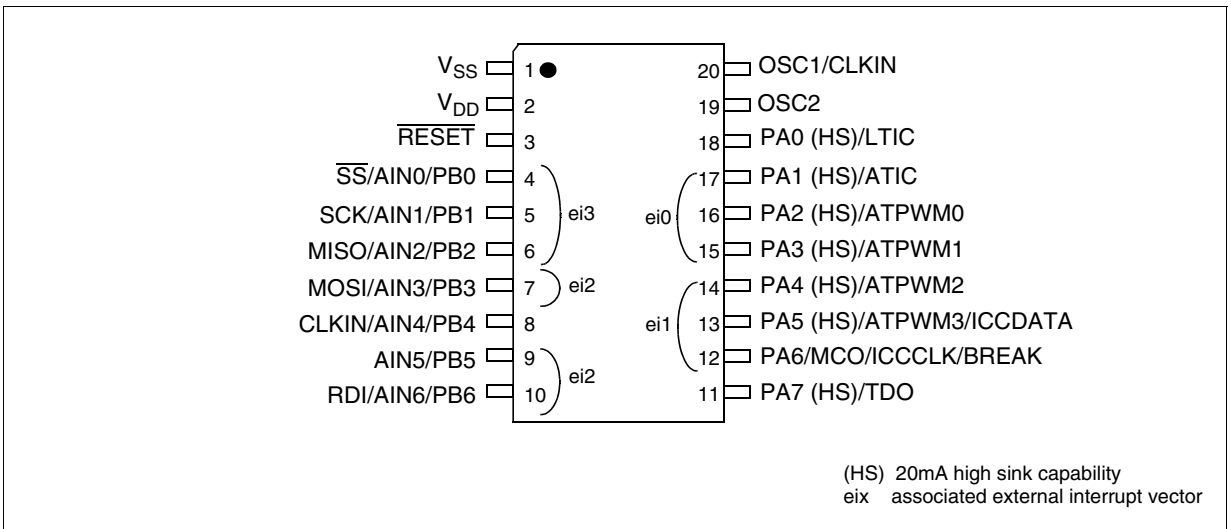 VSS 1 20 OSC1/CLKIN
VDD 2 19 OSC2
RESET 3 18 PA0 (HS)/LTIC
SS/AIN0/PB0 4 17 PA1 (HS)/ATIC
SCK/AIN1/PB1 5 ei3 ei0 16 PA2 (HS)/ATPWM0
MISO/AIN2/PB2 6 15 PA3 (HS)/ATPWM1
MOSI/AIN3/PB3 7 ei2 14 PA4 (HS)/ATPWM2
CLKIN/AIN4/PB4 8 ei1 13 PA5 (HS)/ATPWM3/ICCDATA
AIN5/PB5 9 12 PA6/MCO/ICCCLK/BREAK
ei2
RDI/AIN6/PB6 10 11 PA7 (HS)/TDO
(HS) 20mA high sink capability
eix associated external interrupt vector